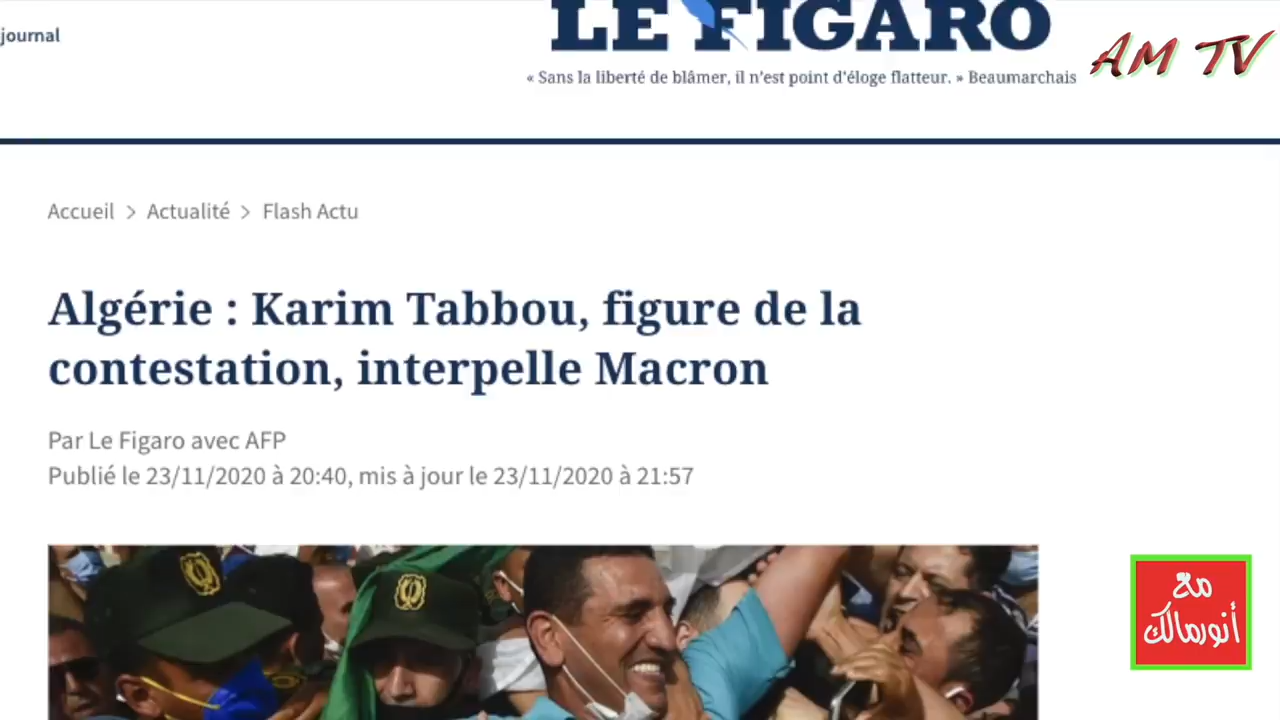 journal
LE FIGARO
AM TV
« Sans la liberté de blâmer, il n'est point d'éloge flatteur. » Beaumarchais
Accueil > Actualité > Flash Actu
Algérie : Karim Tabbou, figure de la
contestation, interpelle Macron
Par Le Figaro avec AFP
Publié le 23/11/2020 à 20:40, mis à jour le 23/11/2020 à 21:57
مع
أنورمالك